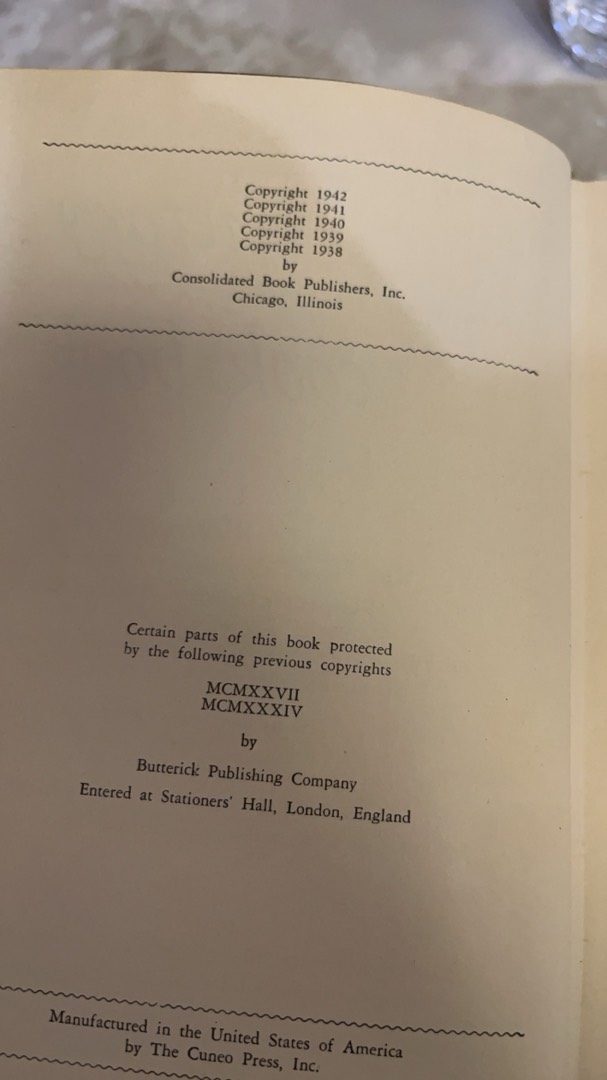 Copyright 1942
Copyright 1941
Copyright 1940
Copyright 1939
Copyright 1938
by
Consolidated Book Publishers, Inc.
Chicago, Illinois
Certain parts of this book protected
by the following previous copyrights
MCMXXVII
MCMXXXIV
by
Butterick Publishing Company
Entered at Stationers' Hall, London, England
Manufactured in the United States of America
by The Cuneo Press, Inc.